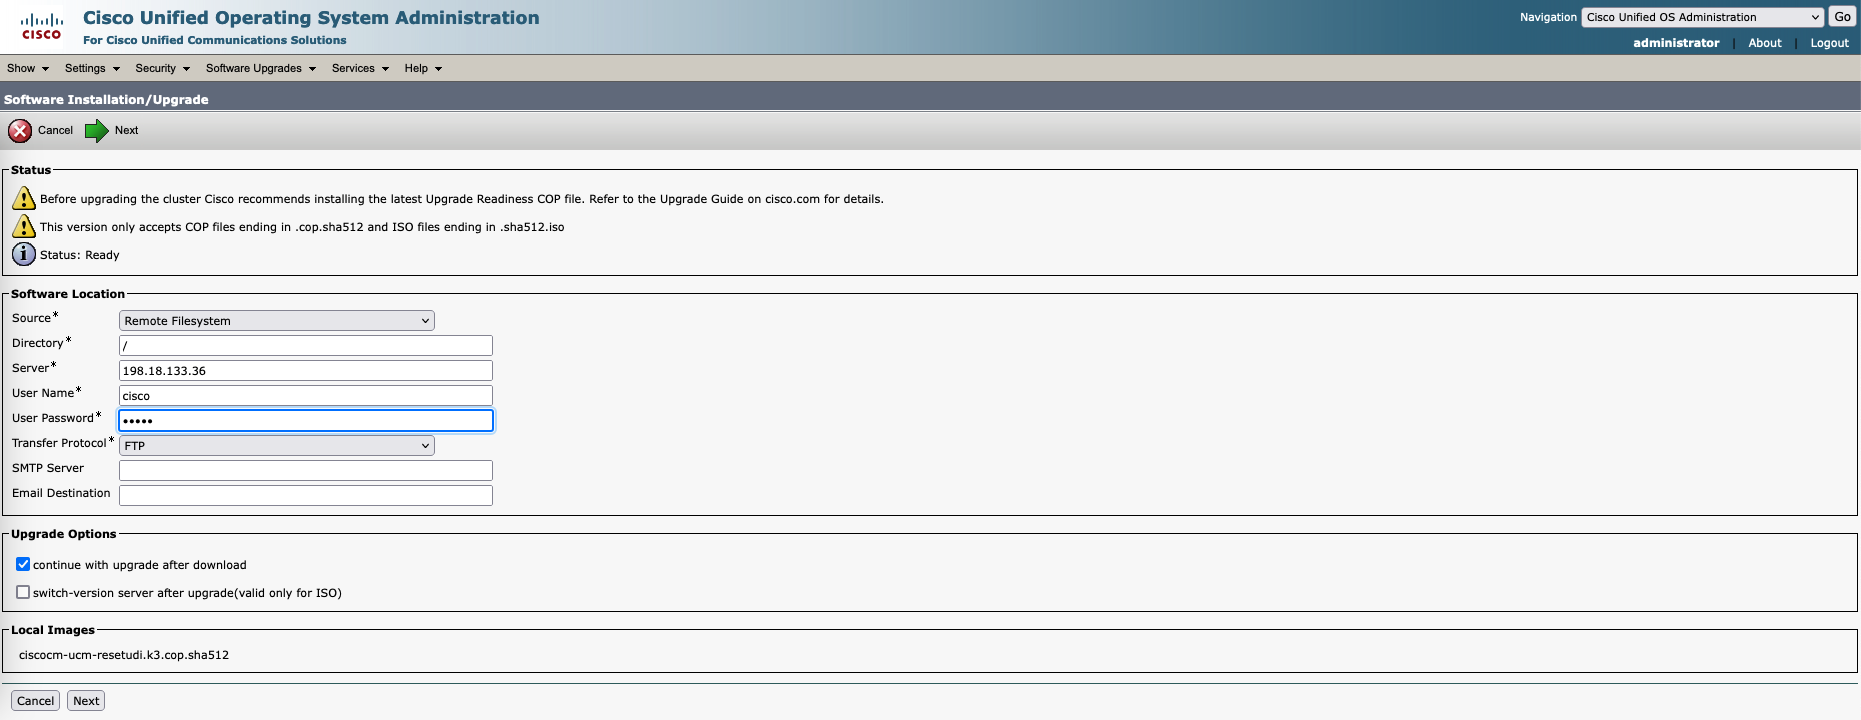 Cisco Unified Operating System Administration
For Cisco Unified Communications Solutions
CISCO
Navigation Cisco Unified OS Administration Go
administrator | About | Logout
Show Settings Security Software Upgrades Services Help
Software Installation/Upgrade
Cancel Next
Status
Before upgrading the cluster Cisco recommends installing the latest Upgrade Readiness COP file. Refer to the Upgrade Guide on cisco.com for details.
This version only accepts COP files ending in .cop.sha512 and ISO files ending in .sha512.iso
Status: Ready
Software Location
Source* Remote Filesystem
Directory* /
Server* 198.18.133.36
User Name* cisco
User Password* •••••
Transfer Protocol* FTP
SMTP Server
Email Destination
Upgrade Options
continue with upgrade after download
switch-version server after upgrade(valid only for ISO)
Local Images
ciscocm-ucm-resetudi.k3.cop.sha512
Cancel Next